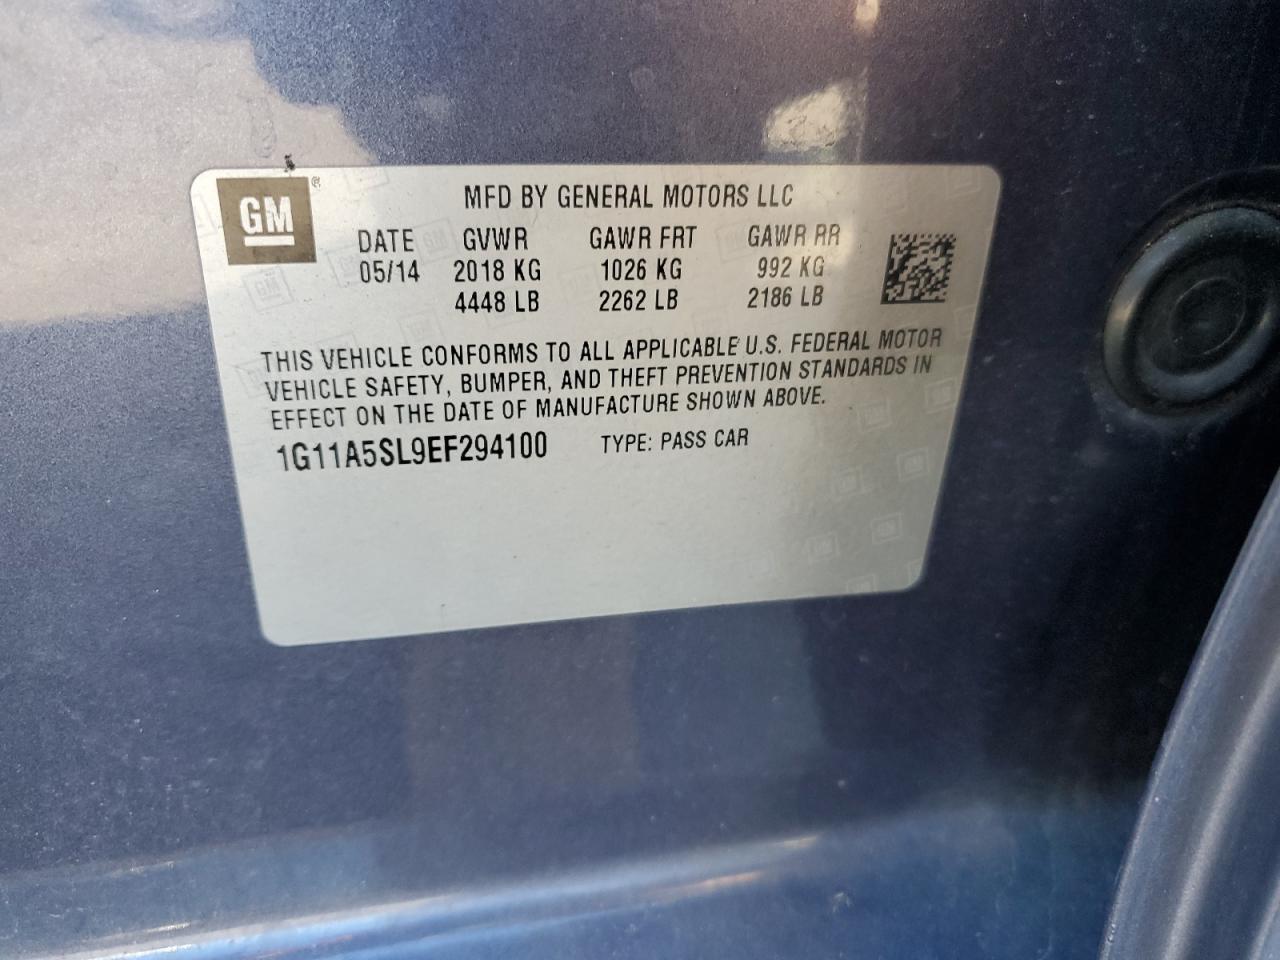 GM®
MFD BY GENERAL MOTORS LLC
DATE GVWR GAWR FRT GAWR RR
05/14 2018 KG 1026 KG 992 KG
4448 LB 2262 LB 2186 LB
THIS VEHICLE CONFORMS TO ALL APPLICABLE U.S. FEDERAL MOTOR
VEHICLE SAFETY, BUMPER, AND THEFT PREVENTION STANDARDS IN
EFFECT ON THE DATE OF MANUFACTURE SHOWN ABOVE.
1G11A5SL9EF294100 TYPE: PASS CAR